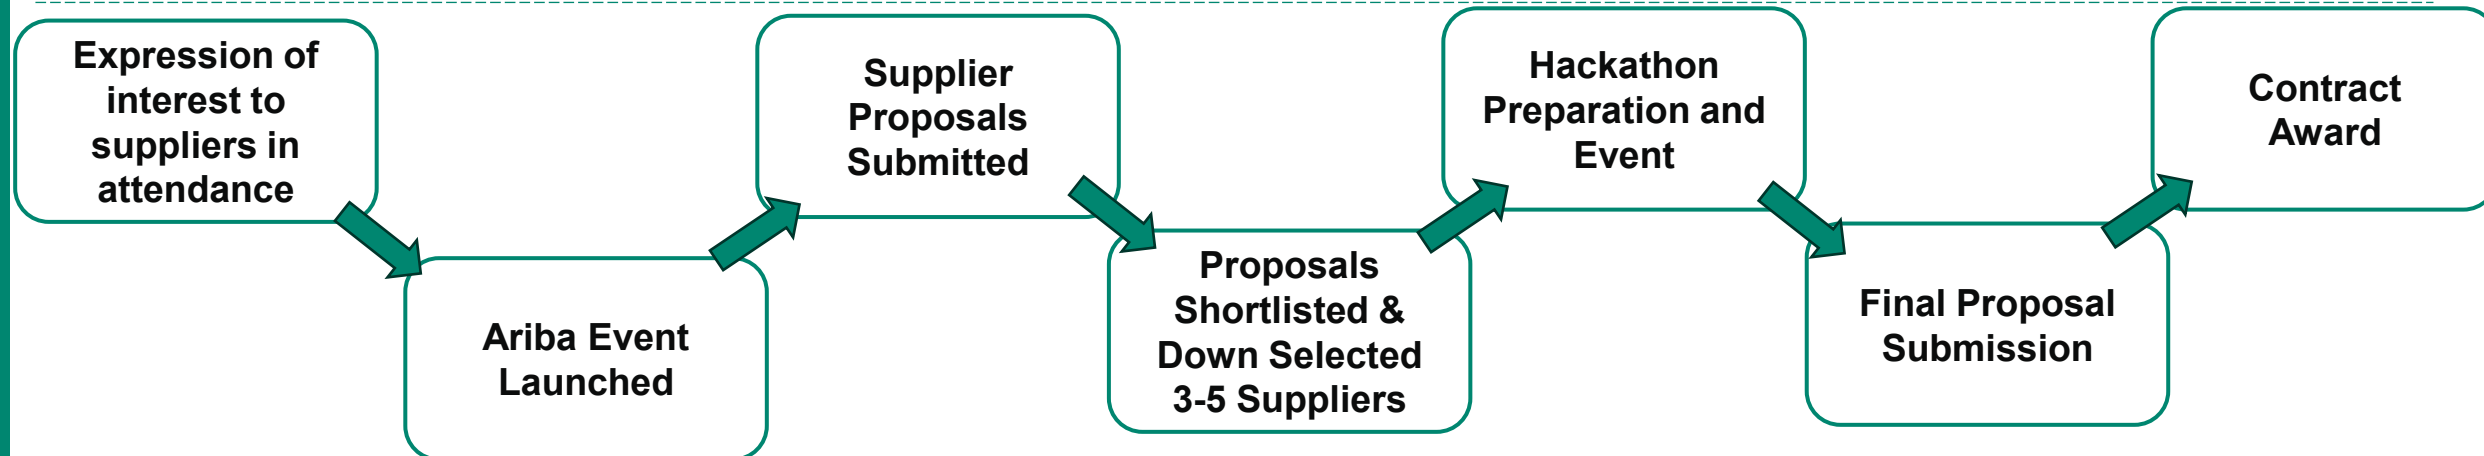 Expression of
interest to
suppliers in
attendance
Ariba Event
Launched
Supplier
Proposals
Submitted
Proposals
Shortlisted &
Down Selected
3-5 Suppliers
Hackathon
Preparation and
Event
Final Proposal
Submission
Contract
Award